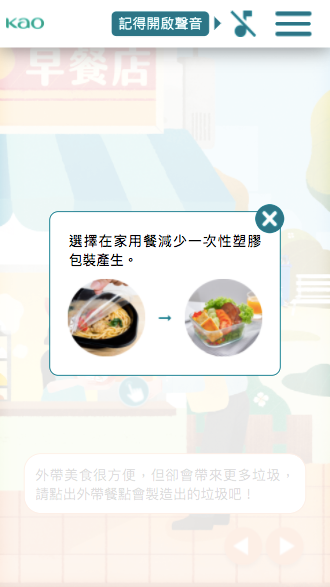 Kao
記得開啟聲音
早餐店
選擇在家用餐減少一次性塑膠
包裝產生。
外帶美食很方便，但卻會帶來更多垃圾，
請點出外帶餐點會製造出的垃圾吧！